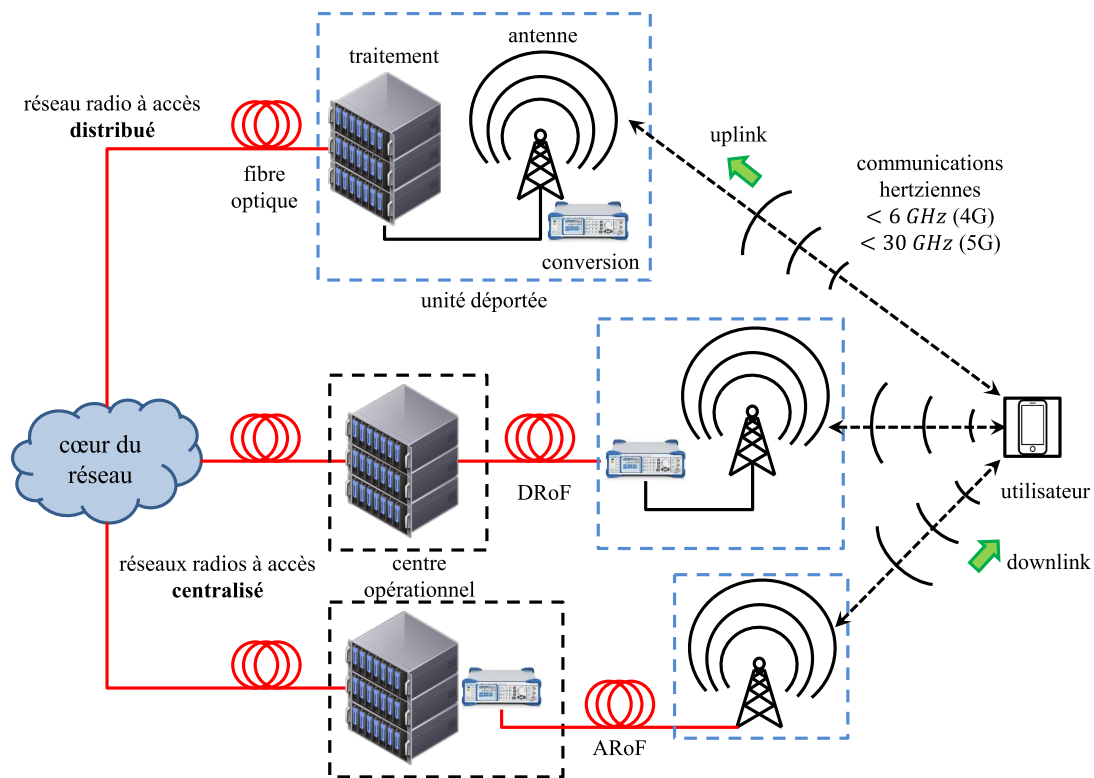 traitement
antenne
réseau radio à accès
distribué
fibre
optique
conversion
unité déportée
uplink
communications
hertziennes
< 6 GHz (4G)
< 30 GHz (5G)
cœur du
réseau
DRoF
utilisateur
réseaux radios à accès
centralisé
centre
opérationnel
downlink
ARoF